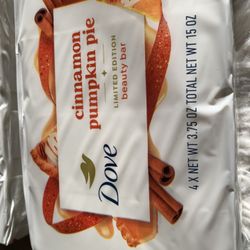 cinnamon
pumpkin pie
LIMITED EDITION
beauty bar
Dove
4 X NET WT 3.75 OZ TOTAL NET WT 15 OZ